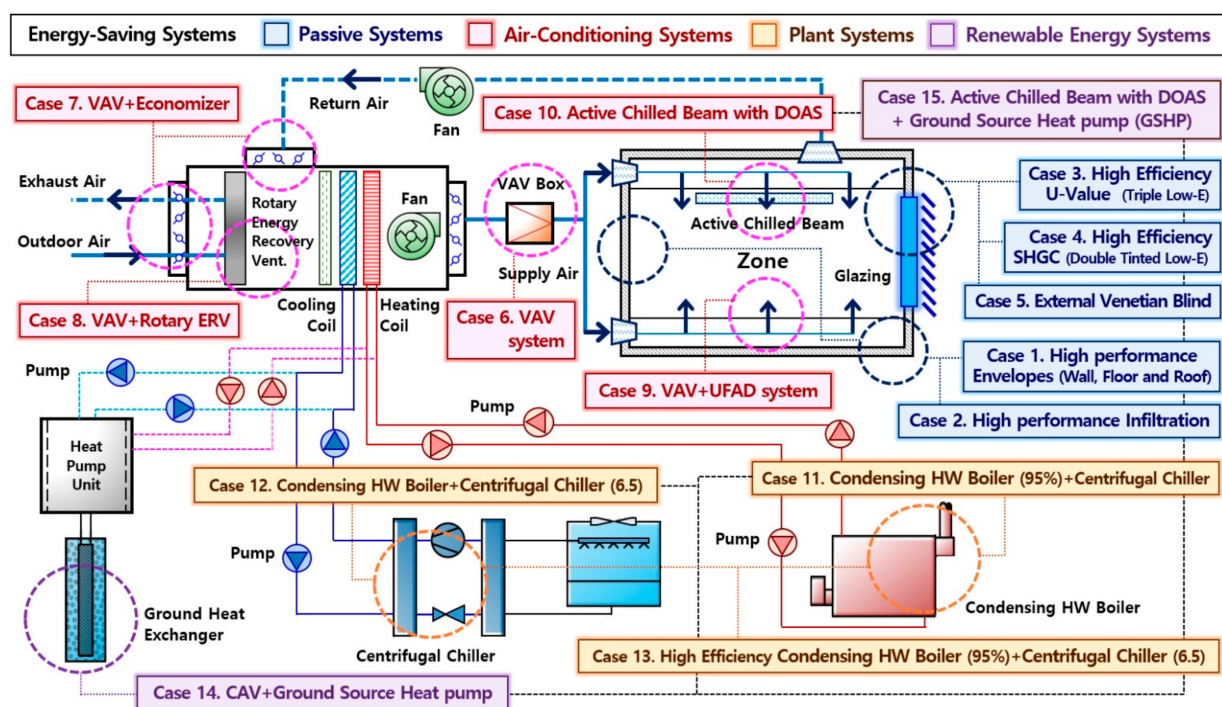 Energy-Saving Systems
Passive Systems
Air-Conditioning Systems
Plant Systems
Renewable Energy Systems
Case 7. VAV+Economizer
Return Air
Fan
Case 10. Active Chilled Beam with DOAS
Case 15. Active Chilled Beam with DOAS
+ Ground Source Heat pump (GSHP)
Exhaust Air
Outdoor Air
Rotary
Energy
Recovery
Vent.
Fan
VAV Box
Supply Air
Active Chilled Beam
Zone
Glazing
Case 3. High Efficiency
U-Value (Triple Low-E)
Case 4. High Efficiency
SHGC (Double Tinted Low-E)
Case 5. External Venetian Blind
Case 8. VAV+Rotary ERV
Cooling
Coil
Heating
Coil
Case 6. VAV
system
Case 9. VAV+UFAD system
Case 1. High performance
Envelopes (Wall, Floor and Roof)
Case 2. High performance Infiltration
Pump
Pump
Heat
Pump
Unit
Case 12. Condensing HW Boiler+Centrifugal Chiller (6.5)
Case 11. Condensing HW Boiler (95%)+Centrifugal Chiller
Pump
Pump
Ground Heat
Exchanger
Centrifugal Chiller
Condensing HW Boiler
Case 13. High Efficiency Condensing HW Boiler (95%)+Centrifugal Chiller (6.5)
Case 14. CAV+Ground Source Heat pump